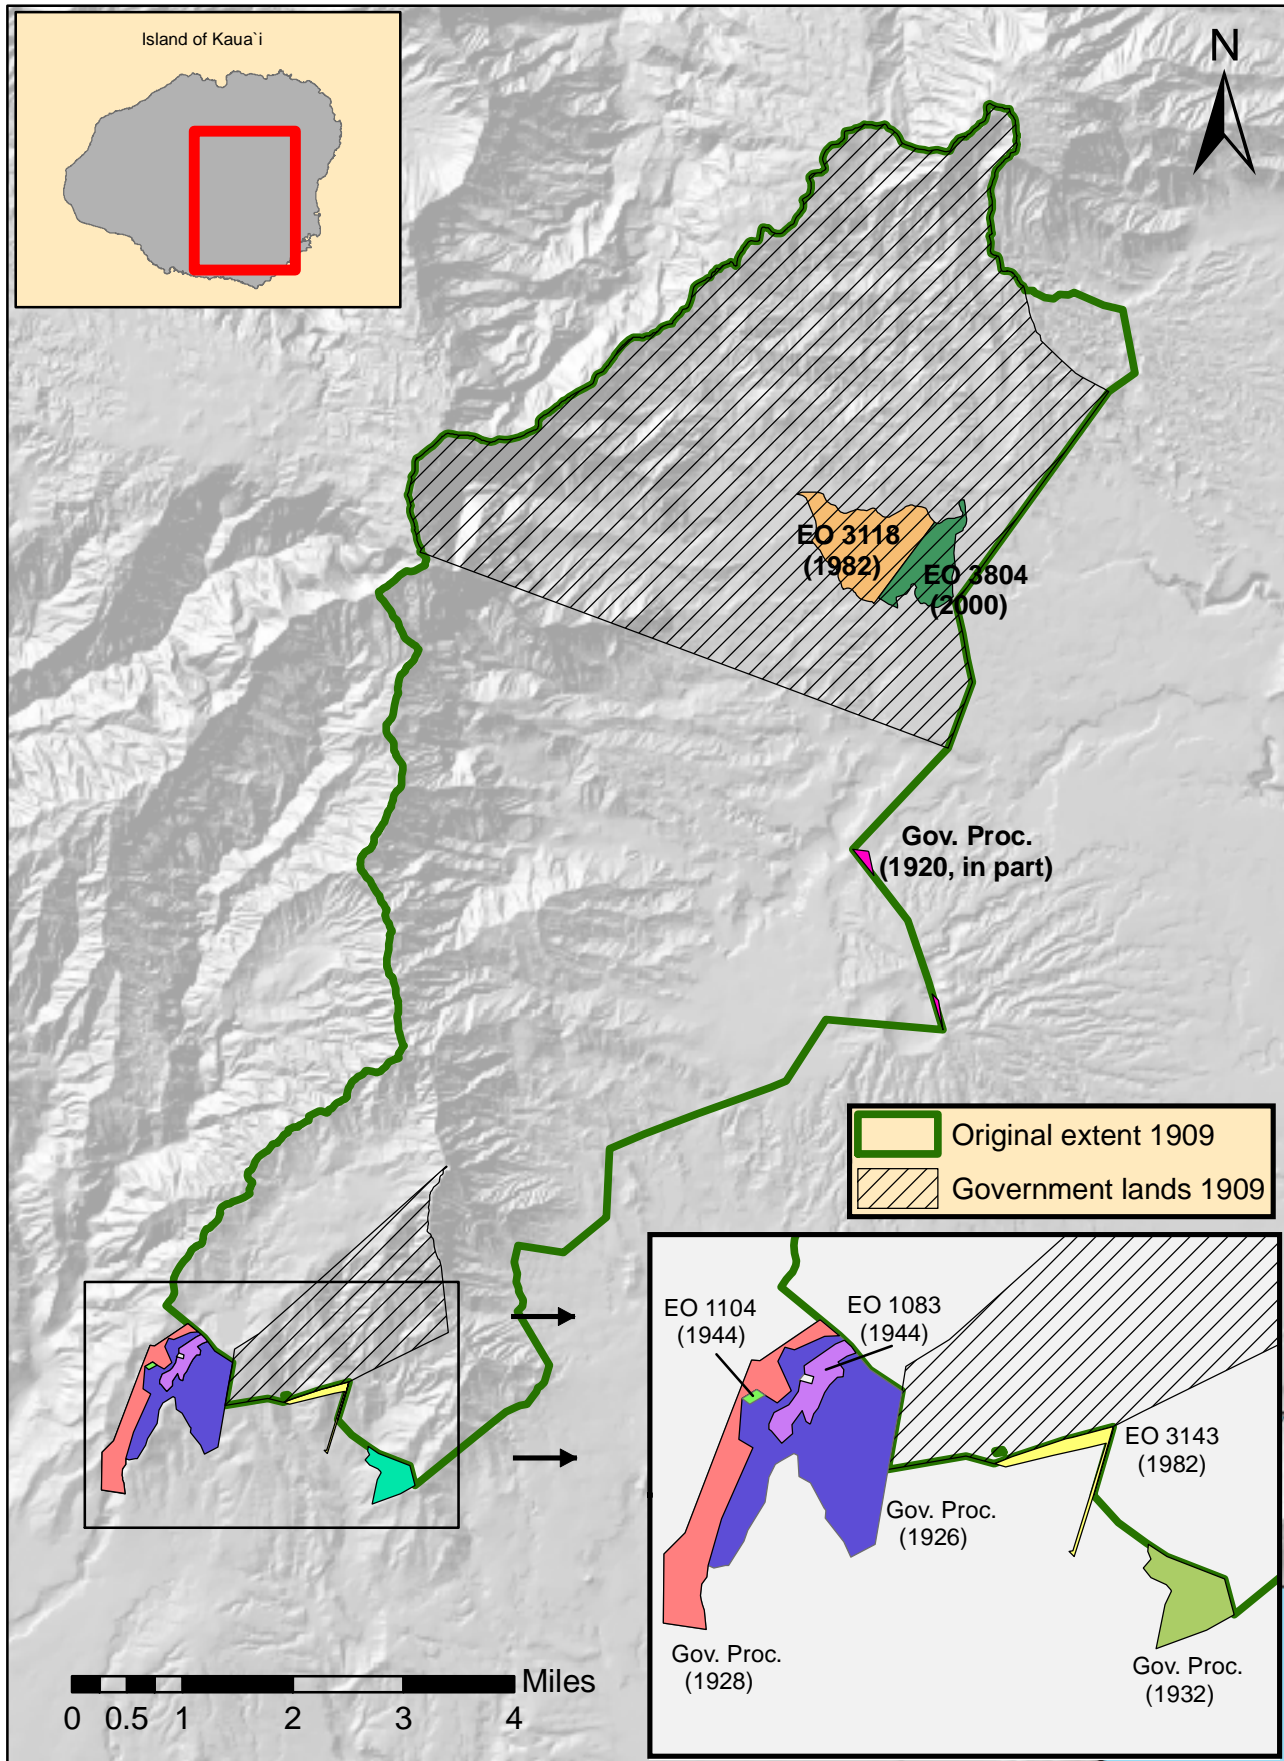 Island of Kaua`i
N
EO 3118
(1982)
EO 3804
(2000)
Gov. Proc.
(1920, in part)
Original extent 1909
Government lands 1909
EO 1104
(1944)
EO 1083
(1944)
EO 3143
(1982)
Gov. Proc.
(1926)
Gov. Proc.
(1928)
Gov. Proc.
(1932)
Miles
0 0.5 1 2 3 4